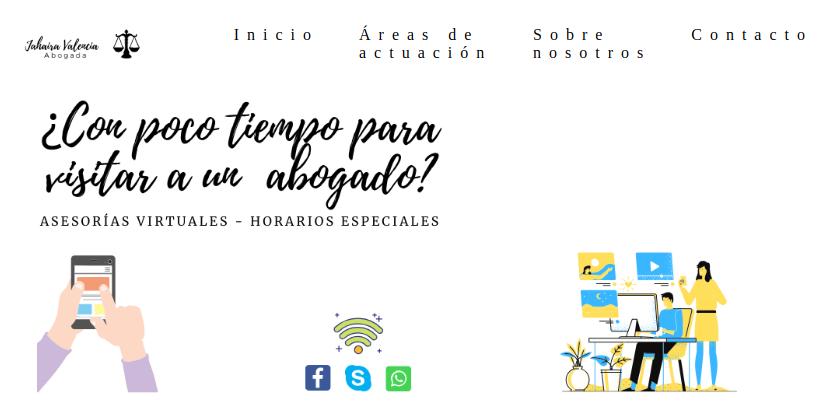 Jahaira Valencia
Abogada
Inicio
Áreas de
actuación
Sobre
nosotros
Contacto
¿Con poco tiempo para
visitar a un abogado?
ASESORÍAS VIRTUALES - HORARIOS ESPECIALES